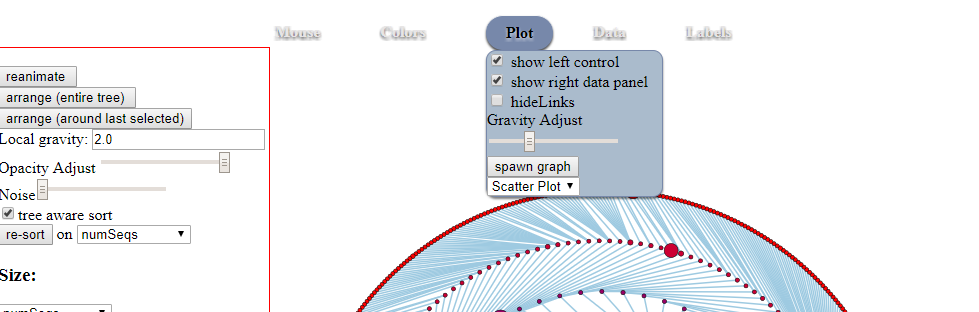 Mouse Colors Plot Data Labels
show left control
show right data panel
hideLinks
Gravity Adjust
spawn graph
Scatter Plot
reanimate
arrange (entire tree)
arrange (around last selected)
Local gravity: 2.0
Opacity Adjust
Noise
tree aware sort
re-sort on numSeqs
Size:
numSeqs